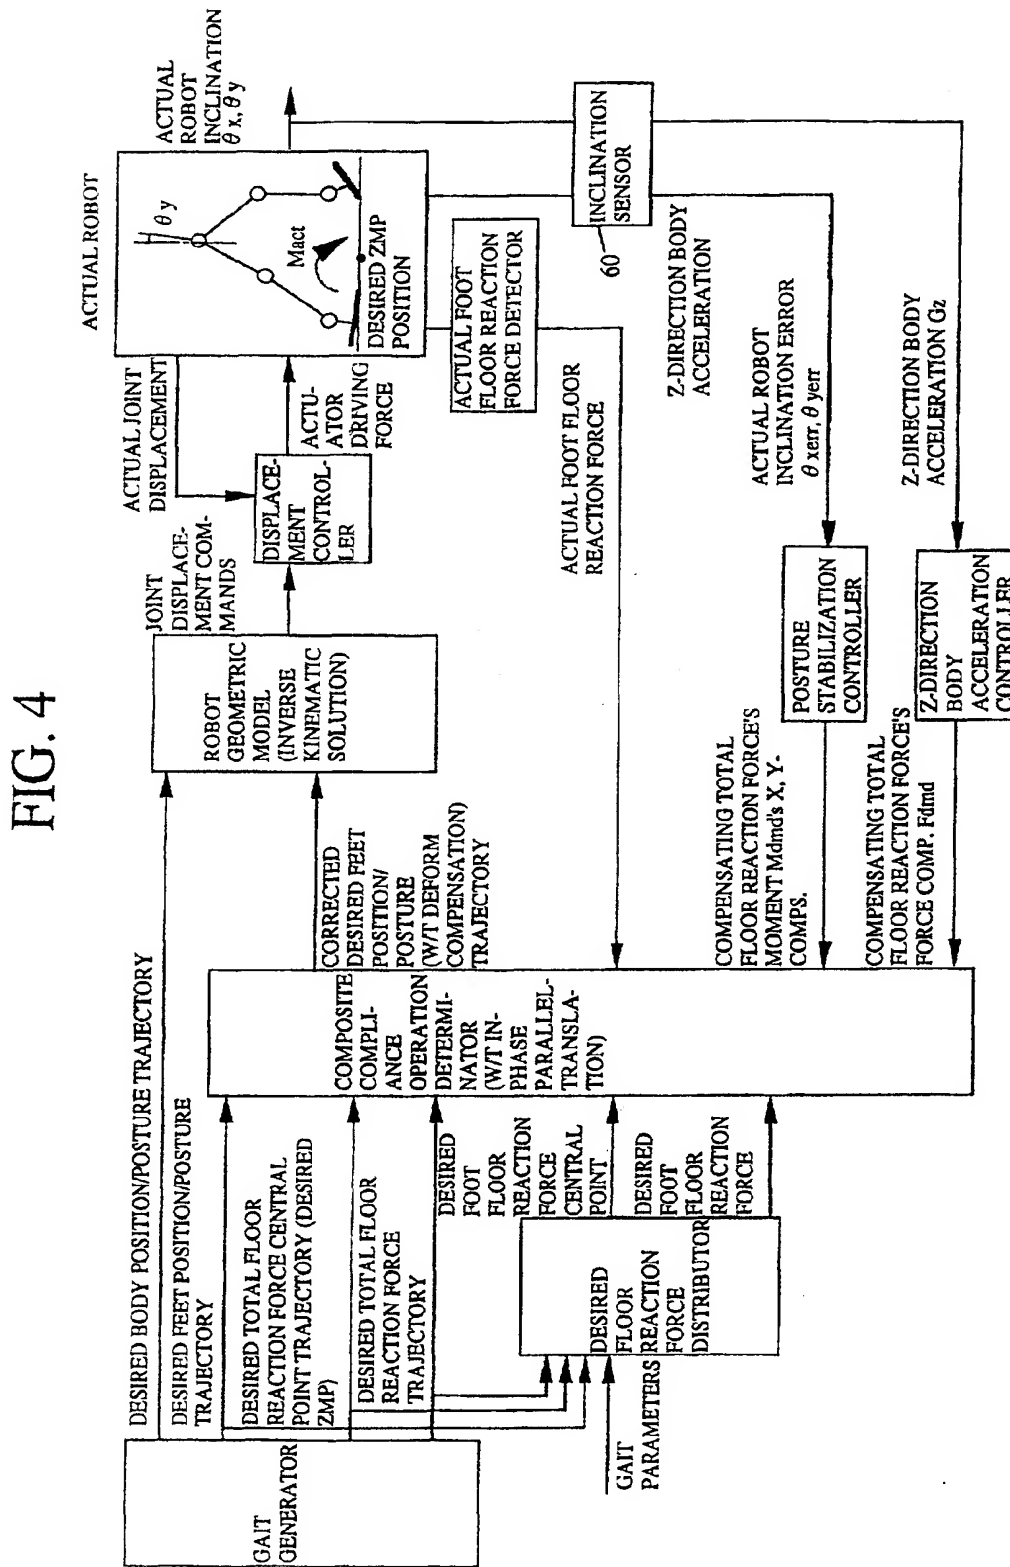 FIG. 4
GAIT
GENERATOR
DESIRED BODY POSITION/POSTURE TRAJECTORY
DESIRED FEET POSITION/POSTURE
TRAJECTORY
DESIRED TOTAL FLOOR
REACTION FORCE CENTRAL
POINT TRAJECTORY (DESIRED
ZMP)
DESIRED TOTAL FLOOR
REACTION FORCE
TRAJECTORY
GAIT
PARAMETERS
DESIRED
FLOOR
REACTION
FORCE
DISTRIBUTOR
DESIRED
FOOT
FLOOR
REACTION
FORCE
CENTRAL
POINT
DESIRED
FOOT
FLOOR
REACTION
FORCE
COMPOSITE
COMPLI-
ANCE
OPERATION
DETERMI-
NATOR
(W/T IN-
PHASE
PARALLEL-
TRANSLA-
TION)
CORRECTED
DESIRED FEET
POSITION/
POSTURE
(W/T DEFORM
COMPENSATION)
TRAJECTORY
ROBOT
GEOMETRIC
MODEL
(INVERSE
KINEMATIC
SOLUTION)
JOINT
DISPLACE-
MENT COM-
MANDS
DISPLACE-
MENT
CONTROL-
LER
ACTUAL JOINT
DISPLACEMENT
ACTU-
ATOR
DRIVING
FORCE
ACTUAL ROBOT
θ y
Mact
DESIRED ZMP
POSITION
ACTUAL
ROBOT
INCLINATION
θ x, θ y
ACTUAL FOOT
FLOOR REACTION
FORCE DETECTOR
ACTUAL FOOT FLOOR
REACTION FORCE
INCLINATION
SENSOR
60
Z-DIRECTION BODY
ACCELERATION
ACTUAL ROBOT
INCLINATION ERROR
θ xerr, θ yerr
Z-DIRECTION BODY
ACCELERATION Gz
POSTURE
STABILIZATION
CONTROLLER
Z-DIRECTION
BODY
ACCELERATION
CONTROLLER
COMPENSATING TOTAL
FLOOR REACTION FORCE'S
MOMENT Mdmd's X, Y-
COMPS.
COMPENSATING TOTAL
FLOOR REACTION FORCE'S
FORCE COMP. Fdmd